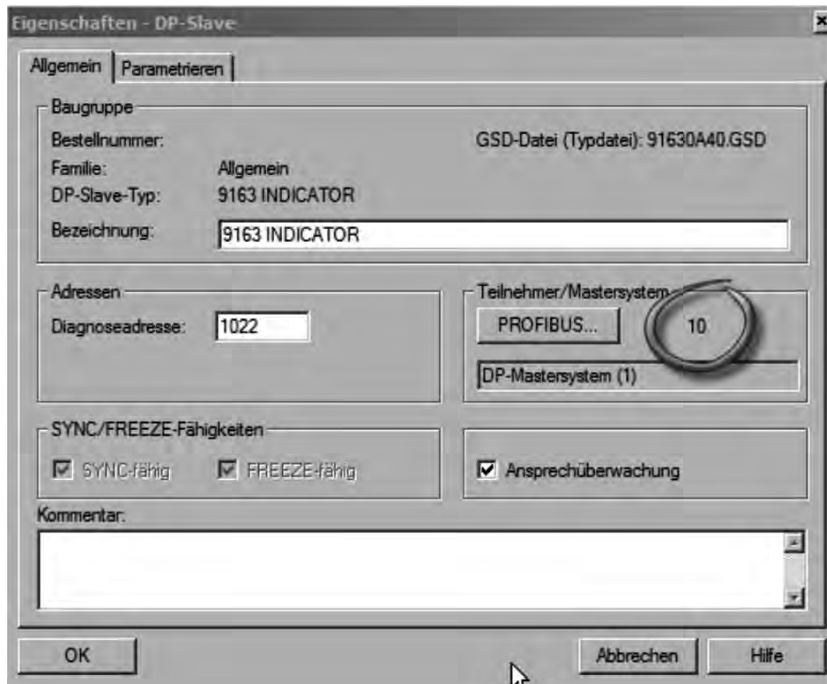 Eigenschaften - DP-Slave
Allgemein Parametrieren
Baugruppe
Bestellnummer: GSD-Datei (Typdatei): 91630A40.GSD
Familie: Allgemein
DP-Slave-Typ: 9163 INDICATOR
Bezeichnung: 9163 INDICATOR
Adressen
Diagnoseadresse: 1022
Teilnehmer/Mastersystem
PROFIBUS... 10
DP-Mastersystem (1)
SYNC/FREEZE-Fähigkeiten
SYNC-fähig FREEZE-fähig
Ansprechüberwachung
Kommentar:
OK Abbrechen Hilfe